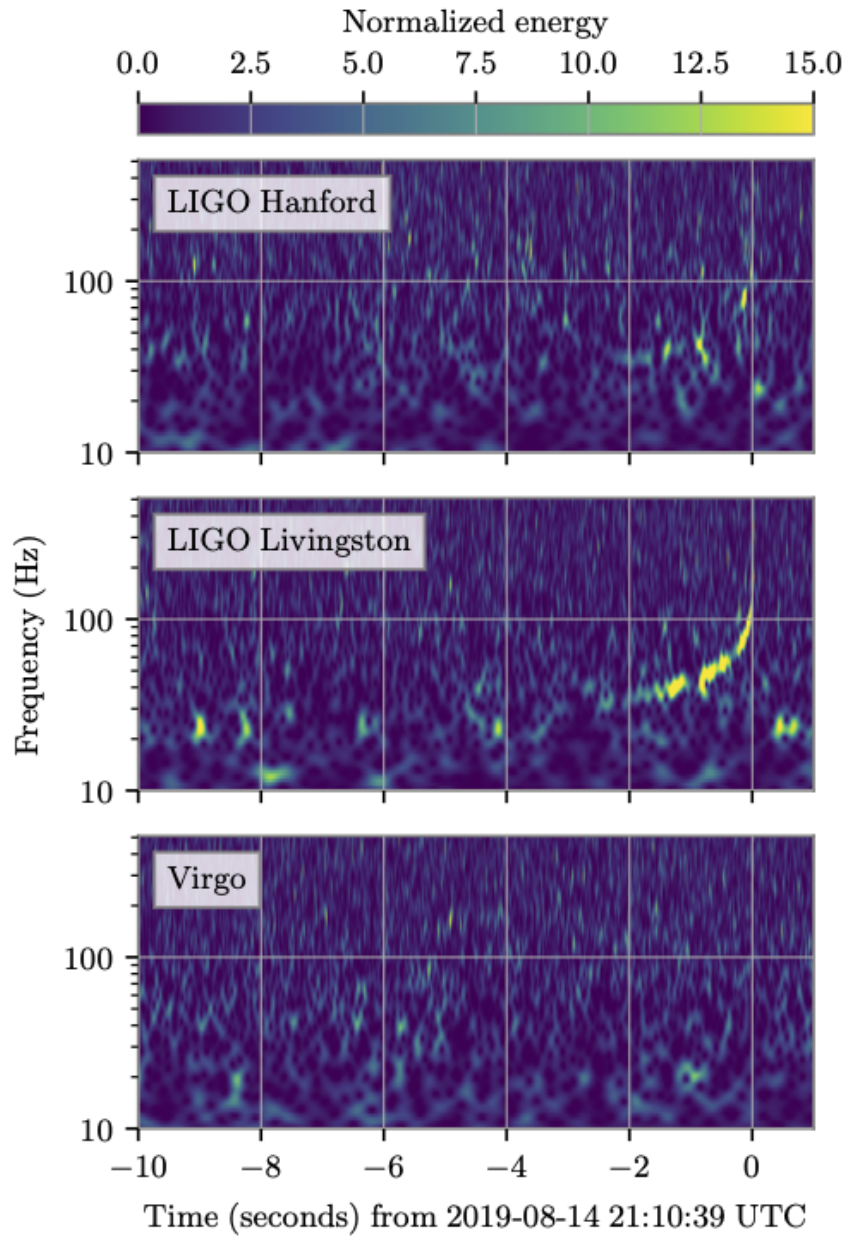 Normalized energy
0.0 2.5 5.0 7.5 10.0 12.5 15.0
LIGO Hanford
100
10
LIGO Livingston
100
10
Frequency (Hz)
Virgo
100
10
−10 −8 −6 −4 −2 0
Time (seconds) from 2019-08-14 21:10:39 UTC